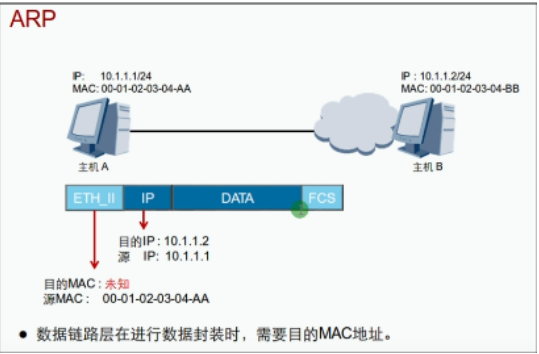 ARP
IP: 10.1.1.1/24
MAC: 00-01-02-03-04-AA
IP : 10.1.1.2/24
MAC: 00-01-02-03-04-BB
主机 A
主机 B
ETH_II IP DATA FCS
目的IP : 10.1.1.2
源 IP: 10.1.1.1
目的MAC : 未知
源MAC : 00-01-02-03-04-AA
● 数据链路层在进行数据封装时，需要目的MAC地址。